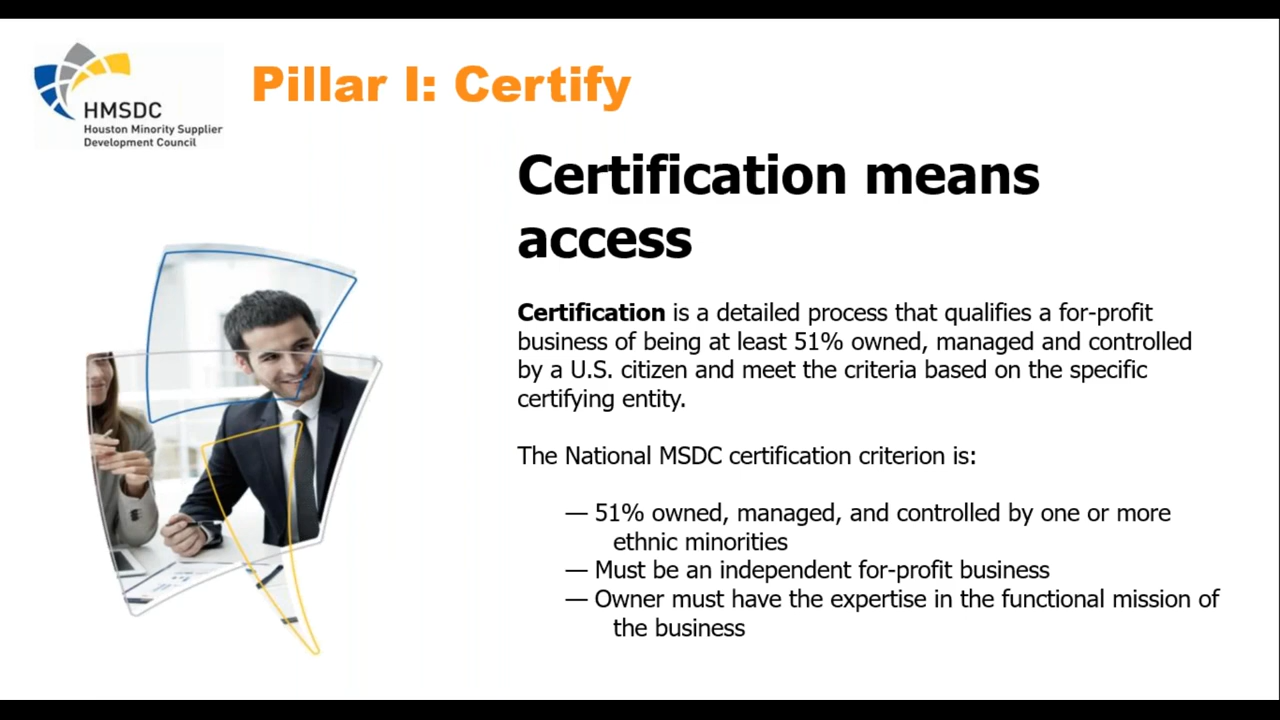 Pillar I: Certify
HMSDC
Houston Minority Supplier
Development Council
Certification means
access
Certification is a detailed process that qualifies a for-profit
business of being at least 51% owned, managed and controlled
by a U.S. citizen and meet the criteria based on the specific
certifying entity.
The National MSDC certification criterion is:
— 51% owned, managed, and controlled by one or more
ethnic minorities
— Must be an independent for-profit business
— Owner must have the expertise in the functional mission of
the business